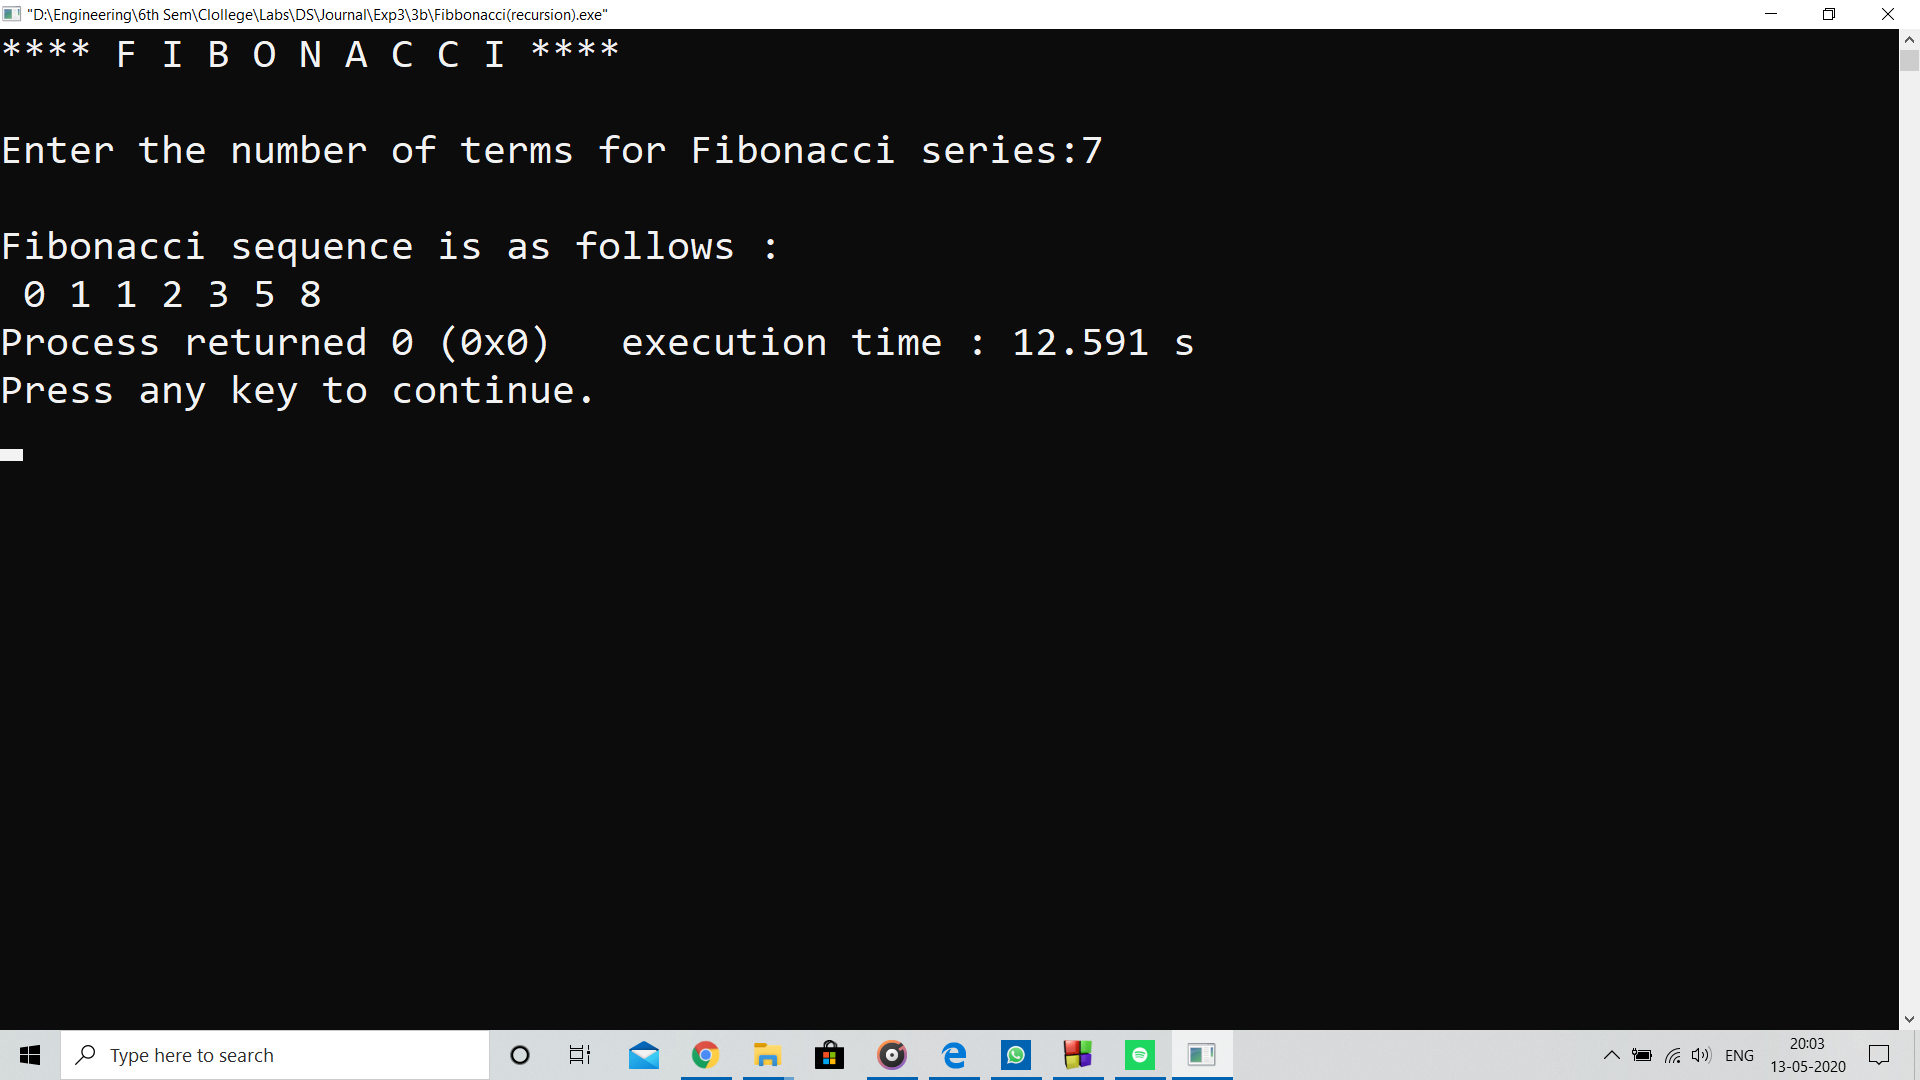 "D:\Engineering\6th Sem\Clollege\Labs\DS\Journal\Exp3\3b\Fibbonacci(recursion).exe"
**** F I B O N A C C I ****
Enter the number of terms for Fibonacci series:7
Fibonacci sequence is as follows :
0 1 1 2 3 5 8
Process returned 0 (0x0)   execution time : 12.591 s
Press any key to continue.
Type here to search
ENG
20:03
13-05-2020